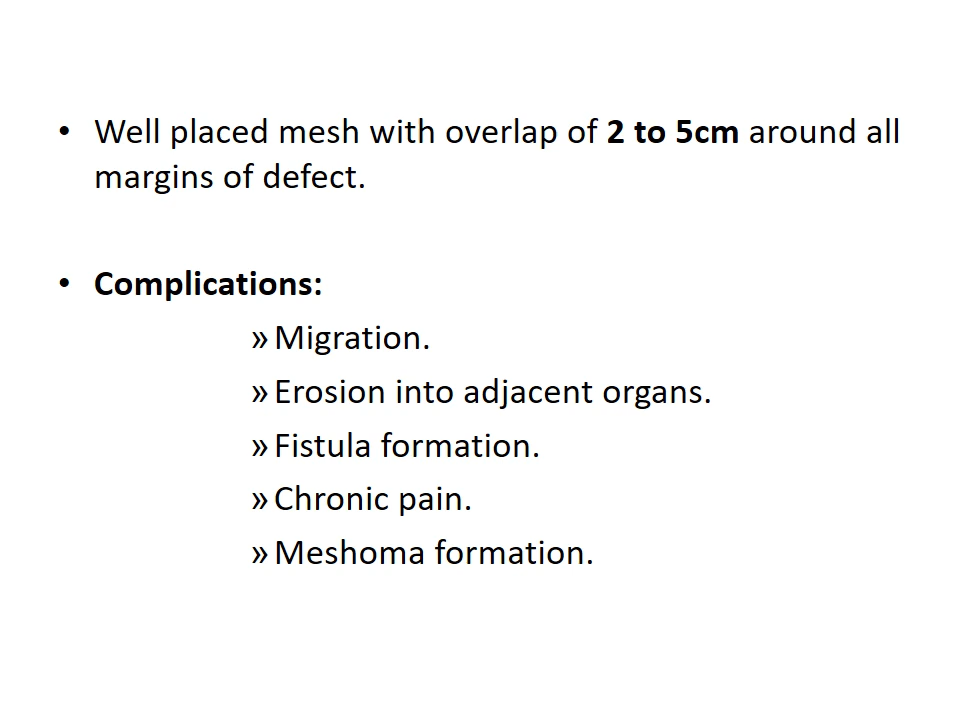 • Well placed mesh with overlap of 2 to 5cm around all
margins of defect.
• Complications:
» Migration.
» Erosion into adjacent organs.
» Fistula formation.
» Chronic pain.
» Meshoma formation.